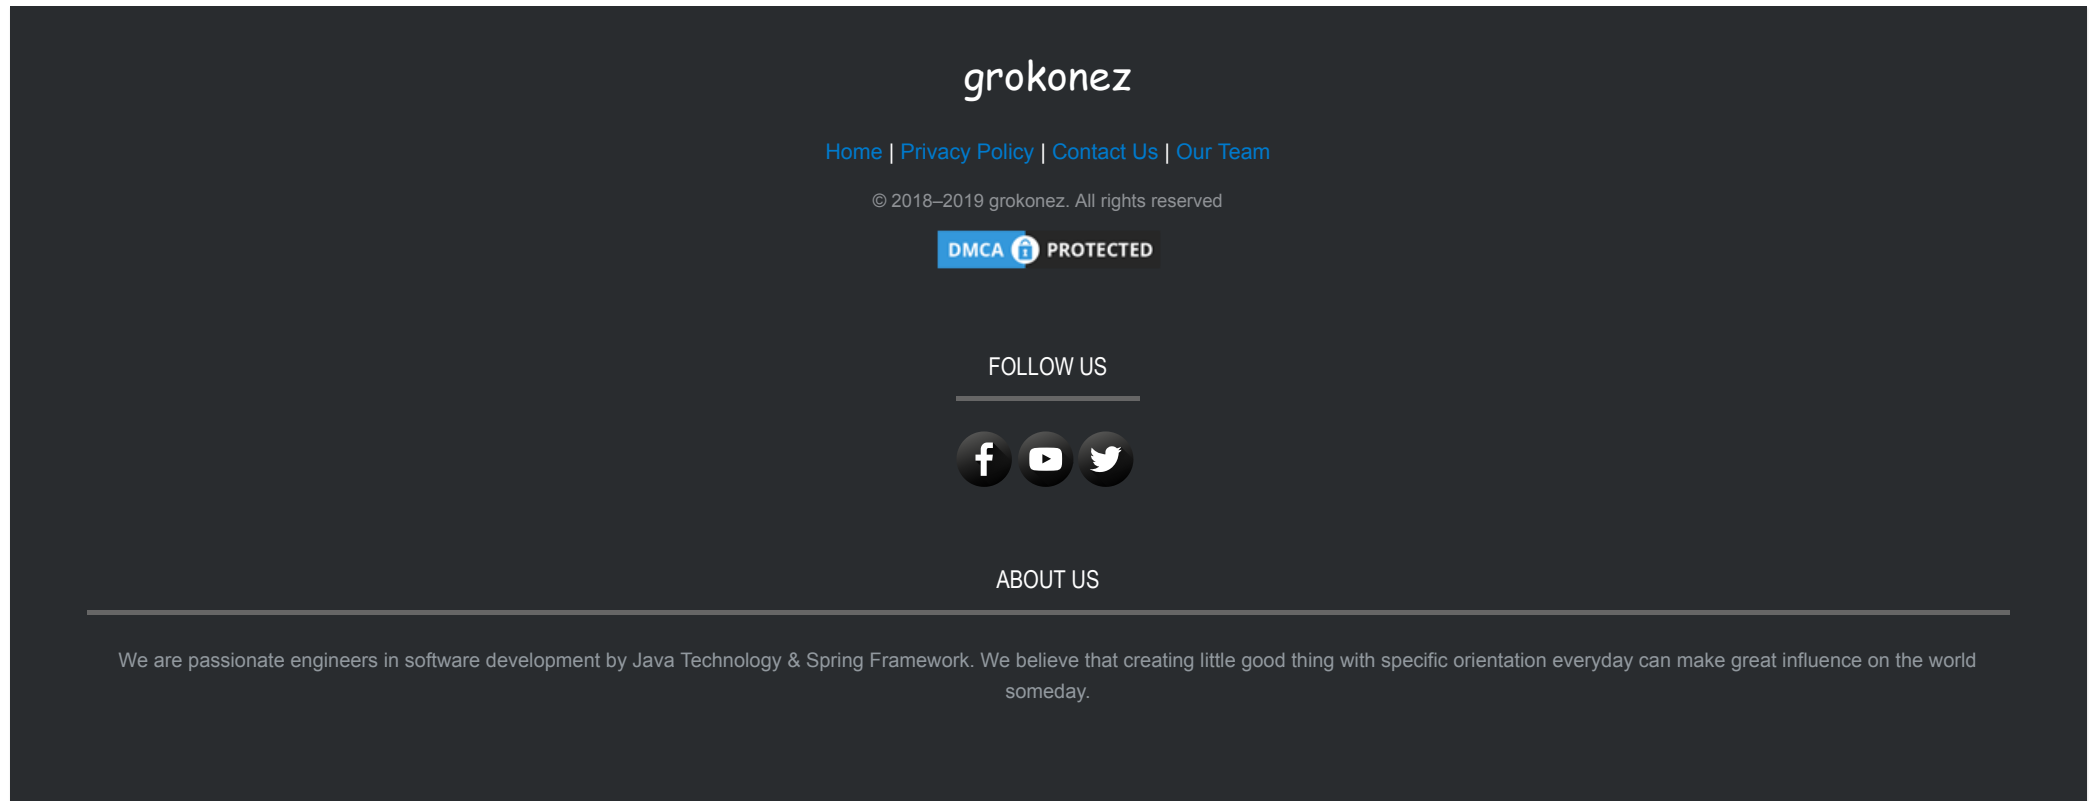 grokonez
Home | Privacy Policy | Contact Us | Our Team
© 2018–2019 grokonez. All rights reserved
DMCA PROTECTED
FOLLOW US
ABOUT US
We are passionate engineers in software development by Java Technology & Spring Framework. We believe that creating little good thing with specific orientation everyday can make great influence on the world
someday.